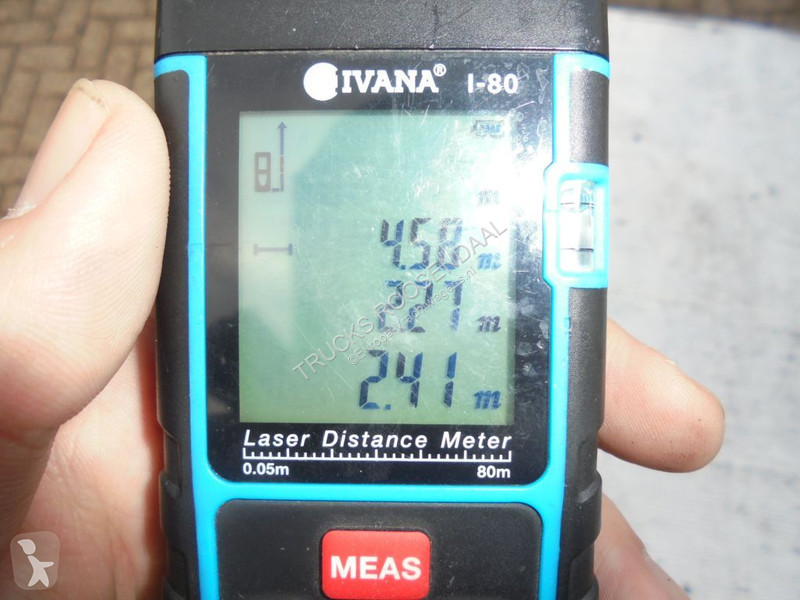 IVANA® I-80
m
4.58 m
2.27 m
2.41 m
TRUCKS ROOSENDAAL
Laser Distance Meter
0.05m 80m
MEAS